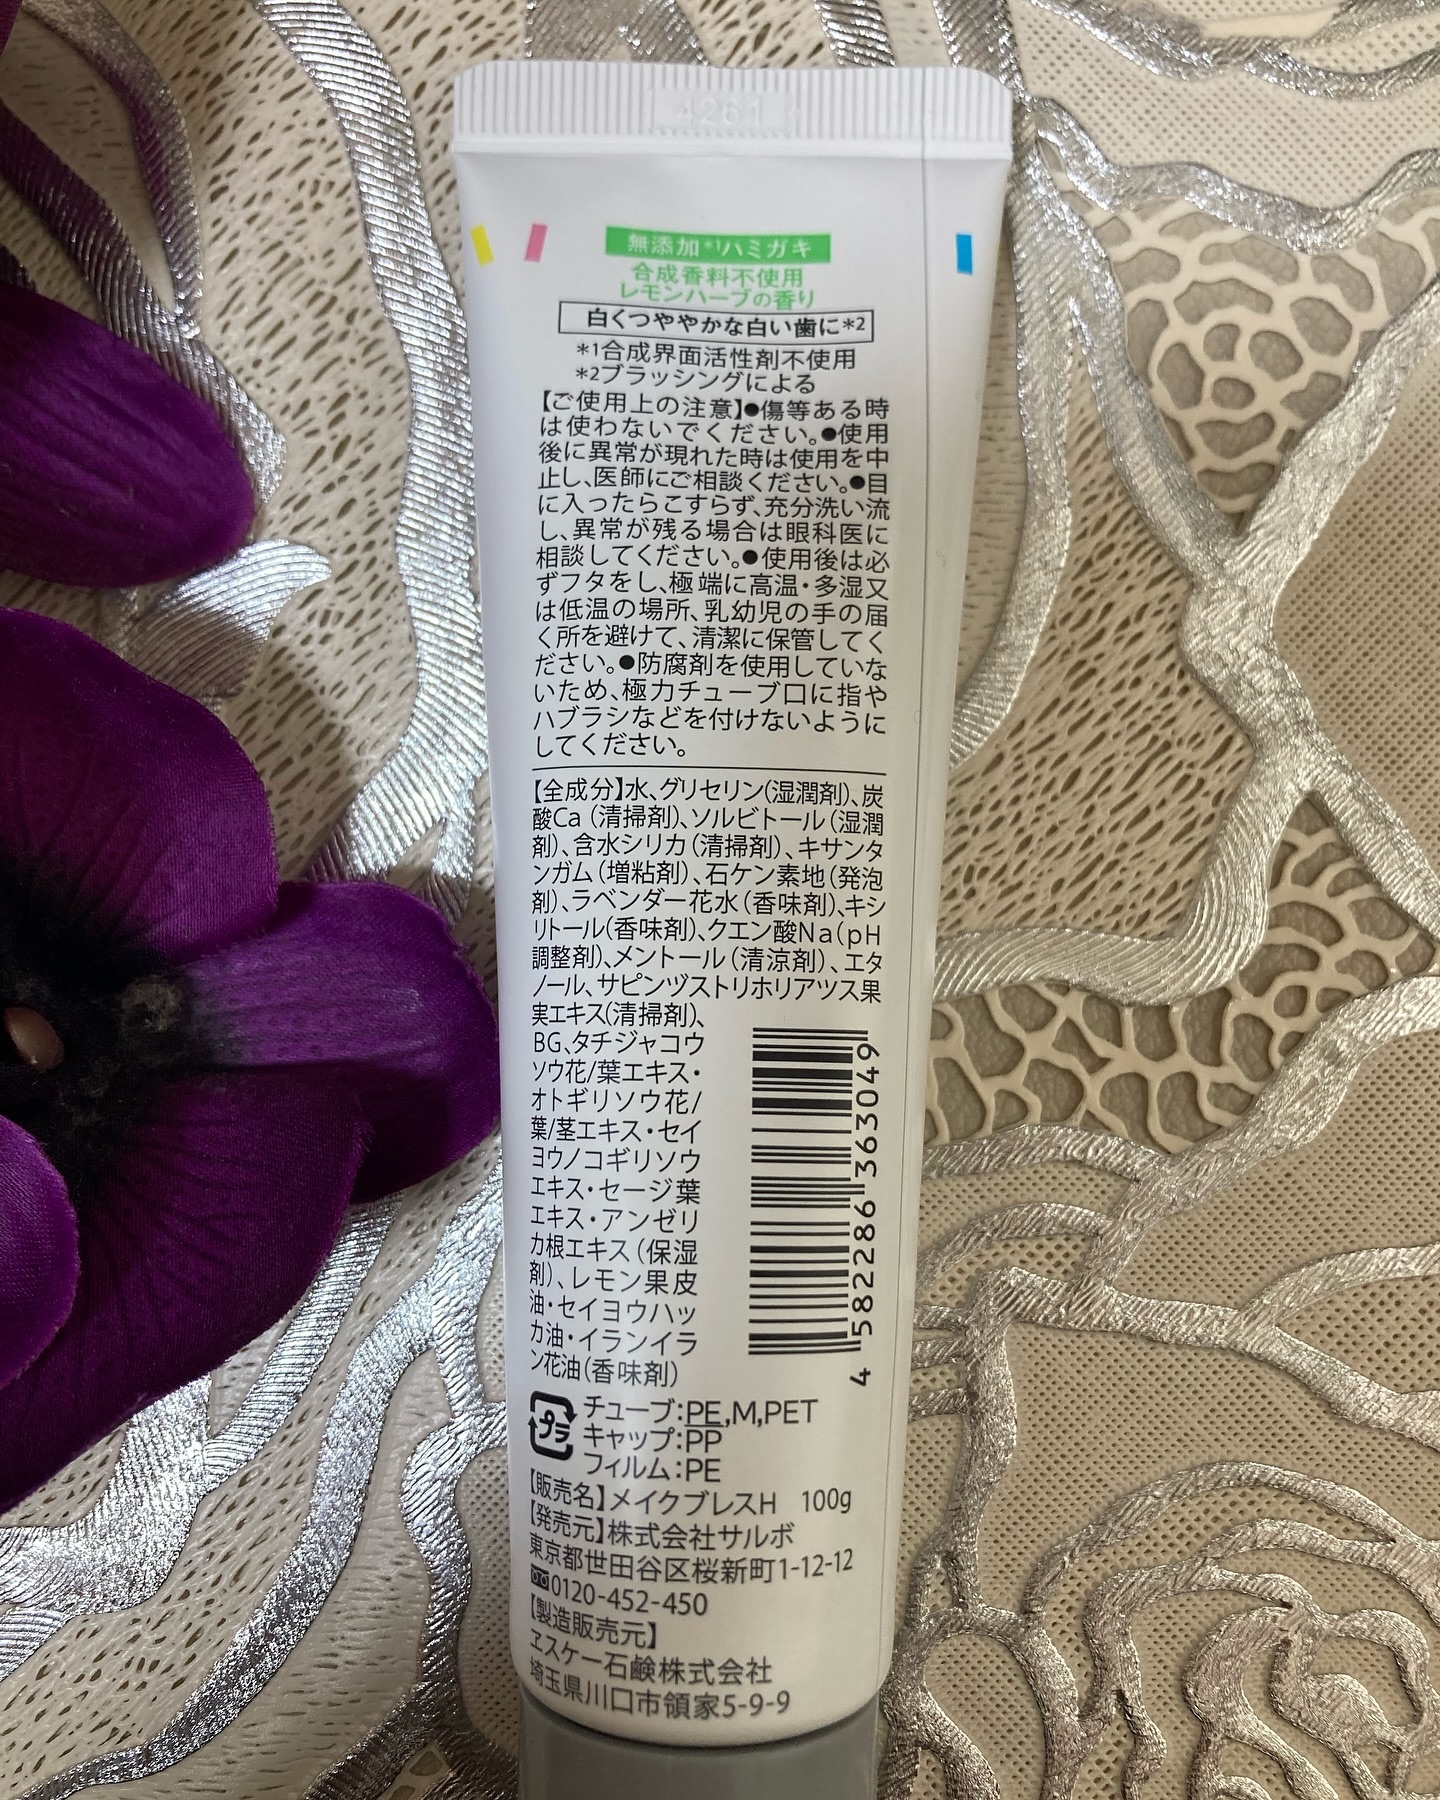 4261
無添加*1ハミガキ
合成香料不使用
レモンハーブの香り
白くつややかな白い歯に*2
*1合成界面活性剤不使用
*2ブラッシングによる
【ご使用上の注意】●傷等ある時
は使わないでください。●使用
後に異常が現れた時は使用を中
止し、医師にご相談ください。●目
に入ったらこすらず、充分洗い流
し、異常が残る場合は眼科医に
相談してください。●使用後は必
ずフタをし、極端に高温・多湿又
は低温の場所、乳幼児の手の届
く所を避けて、清潔に保管してく
ださい。●防腐剤を使用していな
いため、極力チューブ口に指や
ハブラシなどを付けないように
してください。
【全成分】水、グリセリン(湿潤剤)、炭
酸Ca(清掃剤)、ソルビトール(湿潤
剤)、含水シリカ(清掃剤)、キサンタ
ンガム(増粘剤)、石ケン素地(発泡
剤)、ラベンダー花水(香味剤)、キシ
リトール(香味剤)、クエン酸Na(pH
調整剤)、メントール(清涼剤)、エタ
ノール、サピンヅストリホリアツス果
実エキス(清掃剤)、
BG、タチジャコウ
ソウ花/葉エキス・
オトギリソウ花/
葉/茎エキス・セイ
ヨウノコギリソウ
エキス・セージ葉
エキス・アンゼリ
カ根エキス(保湿
剤)、レモン果皮
油・セイヨウハッ
カ油・イランイラ
ン花油(香味剤)
4 582286 363049
プラ
チューブ:PE,M,PET
キャップ:PP
フィルム:PE
【販売名】メイクブレスH 100g
【発売元】株式会社サルボ
東京都世田谷区桜新町1-12-12
0120-452-450
【製造販売元】
ヱスケー石鹸株式会社
埼玉県川口市領家5-9-9